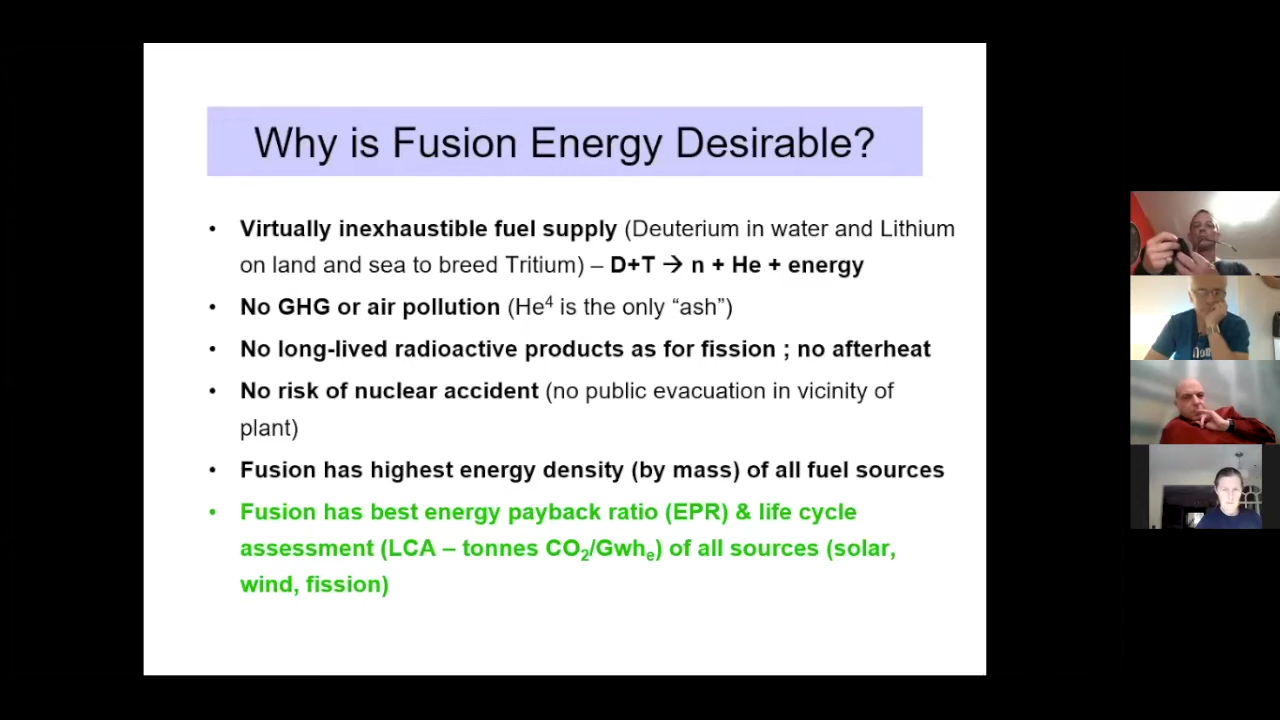 Why is Fusion Energy Desirable?
• Virtually inexhaustible fuel supply (Deuterium in water and Lithium
on land and sea to breed Tritium) – D+T → n + He + energy
• No GHG or air pollution (He⁴ is the only “ash”)
• No long-lived radioactive products as for fission ; no afterheat
• No risk of nuclear accident (no public evacuation in vicinity of
plant)
• Fusion has highest energy density (by mass) of all fuel sources
• Fusion has best energy payback ratio (EPR) & life cycle
assessment (LCA – tonnes CO₂/Gwhₑ) of all sources (solar,
wind, fission)